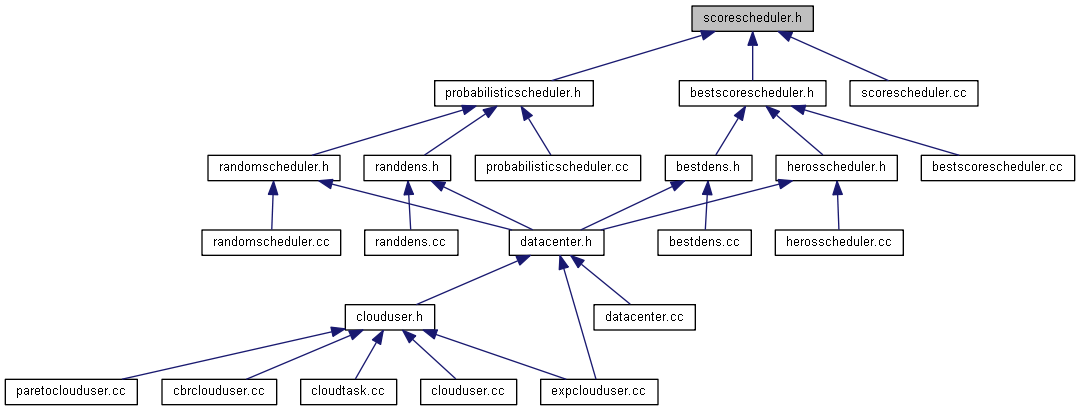 scorescheduler.h
probabilisticscheduler.h
bestscorescheduler.h
scorescheduler.cc
randomscheduler.h
randdens.h
probabilisticscheduler.cc
bestdens.h
herosscheduler.h
bestscorescheduler.cc
randomscheduler.cc
randdens.cc
datacenter.h
bestdens.cc
herosscheduler.cc
clouduser.h
datacenter.cc
paretoclouduser.cc
cbrclouduser.cc
cloudtask.cc
clouduser.cc
expclouduser.cc